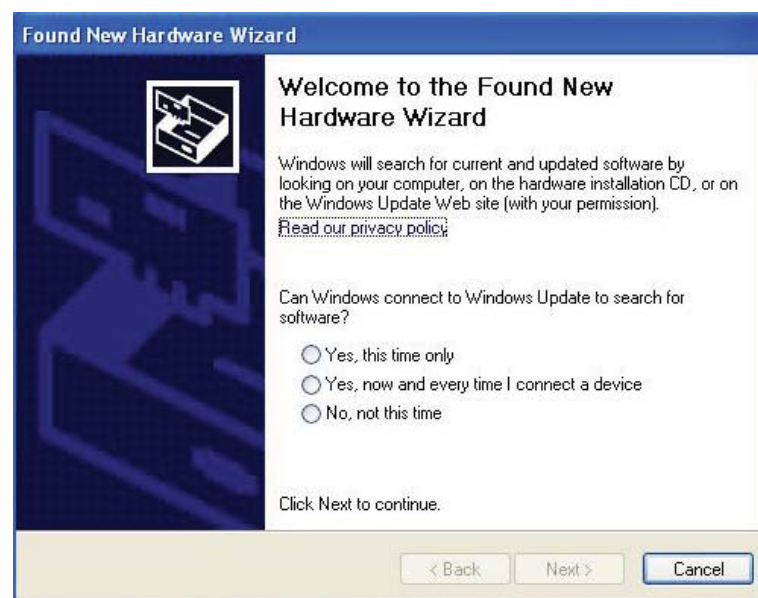 Found New Hardware Wizard
Welcome to the Found New
Hardware Wizard
Windows will search for current and updated software by
looking on your computer, on the hardware installation CD, or on
the Windows Update Web site (with your permission).
Read our privacy policy
Can Windows connect to Windows Update to search for
software?
Yes, this time only
Yes, now and every time I connect a device
No, not this time
Click Next to continue.
< Back Next > Cancel